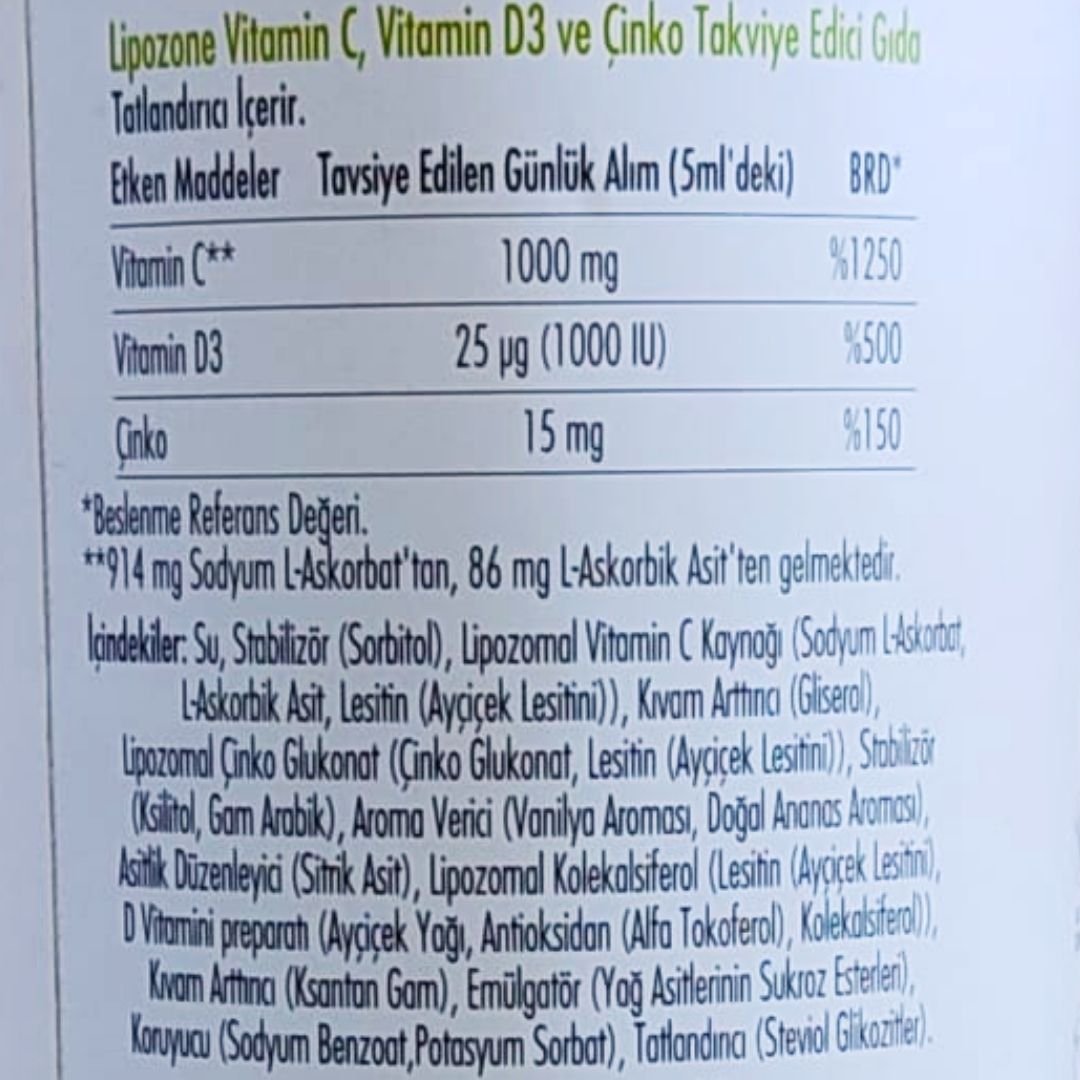 Lipozone Vitamin C, Vitamin D3 ve Çinko Takviye Edici Gıda
Tatlandırıcı İçerir.
Etken Maddeler Tavsiye Edilen Günlük Alım (5ml'deki) BRD*
Vitamin C** 1000 mg %1250
Vitamin D3 25 µg (1000 IU) %500
Çinko 15 mg %150
*Beslenme Referans Değeri.
**914 mg Sodyum L-Askorbat'tan, 86 mg L-Askorbik Asit'ten gelmektedir.
İçindekiler: Su, Stabilizör (Sorbitol), Lipozomal Vitamin C Kaynağı (Sodyum L-Askorbat,
L-Askorbik Asit, Lesitin (Ayçiçek Lesitini)), Kıvam Arttırıcı (Gliserol),
Lipozomal Çinko Glukonat (Çinko Glukonat, Lesitin (Ayçiçek Lesitini)), Stabilizör
(Ksilitol, Gam Arabik), Aroma Verici (Vanilya Aroması, Doğal Ananas Aroması),
Asitlik Düzenleyici (Sitrik Asit), Lipozomal Kolekalsiferol (Lesitin (Ayçiçek Lesitini),
D Vitamini preparatı (Ayçiçek Yağı, Antioksidan (Alfa Tokoferol), Kolekalsiferol)),
Kıvam Arttırıcı (Ksantan Gam), Emülgatör (Yağ Asitlerinin Sukroz Esterleri),
Koruyucu (Sodyum Benzoat,Potasyum Sorbat), Tatlandırıcı (Steviol Glikozitler).